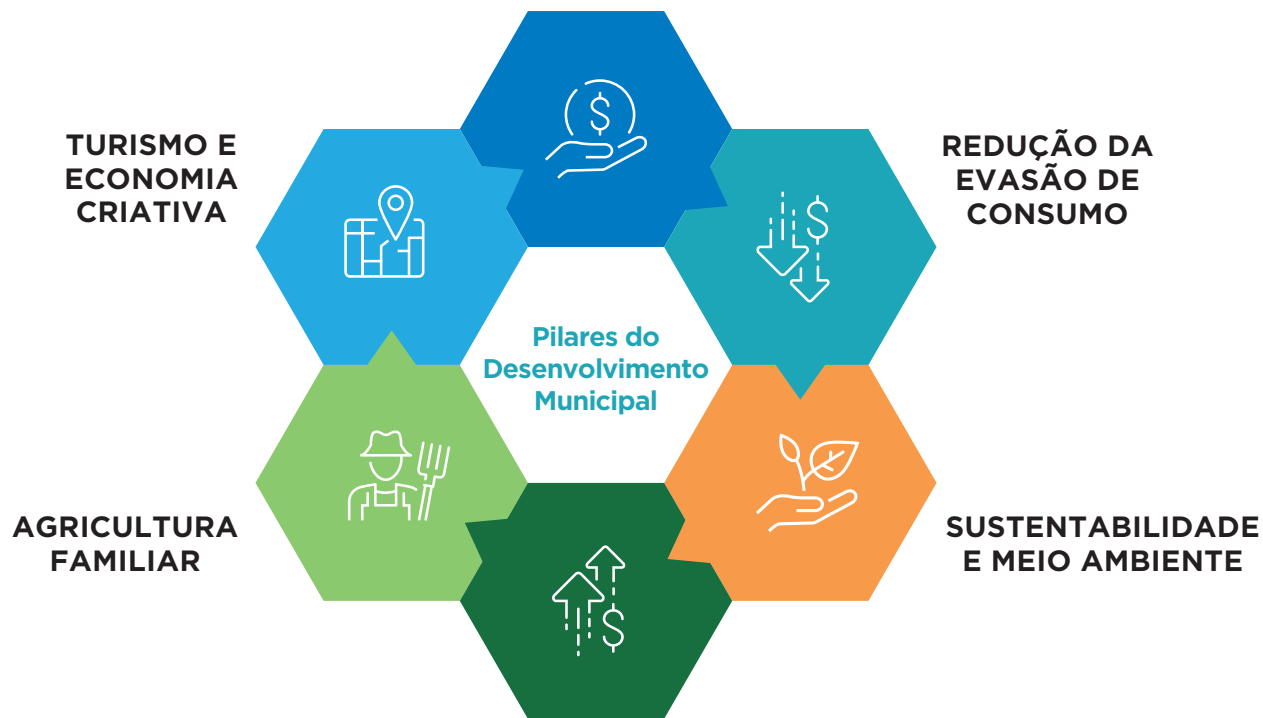 TURISMO E
ECONOMIA
CRIATIVA
REDUÇÃO DA
EVASÃO DE
CONSUMO
Pilares do
Desenvolvimento
Municipal
AGRICULTURA
FAMILIAR
SUSTENTABILIDADE
E MEIO AMBIENTE
$
$
$